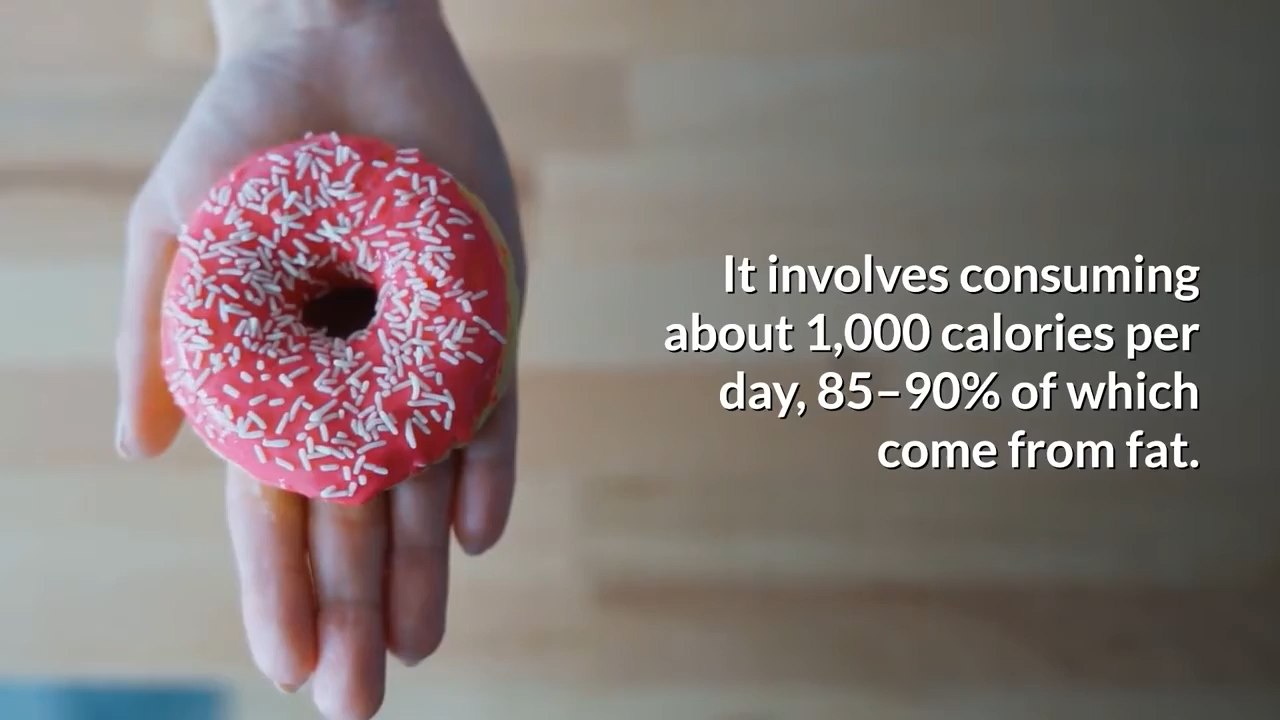 It involves consuming
about 1,000 calories per
day, 85–90% of which
come from fat.